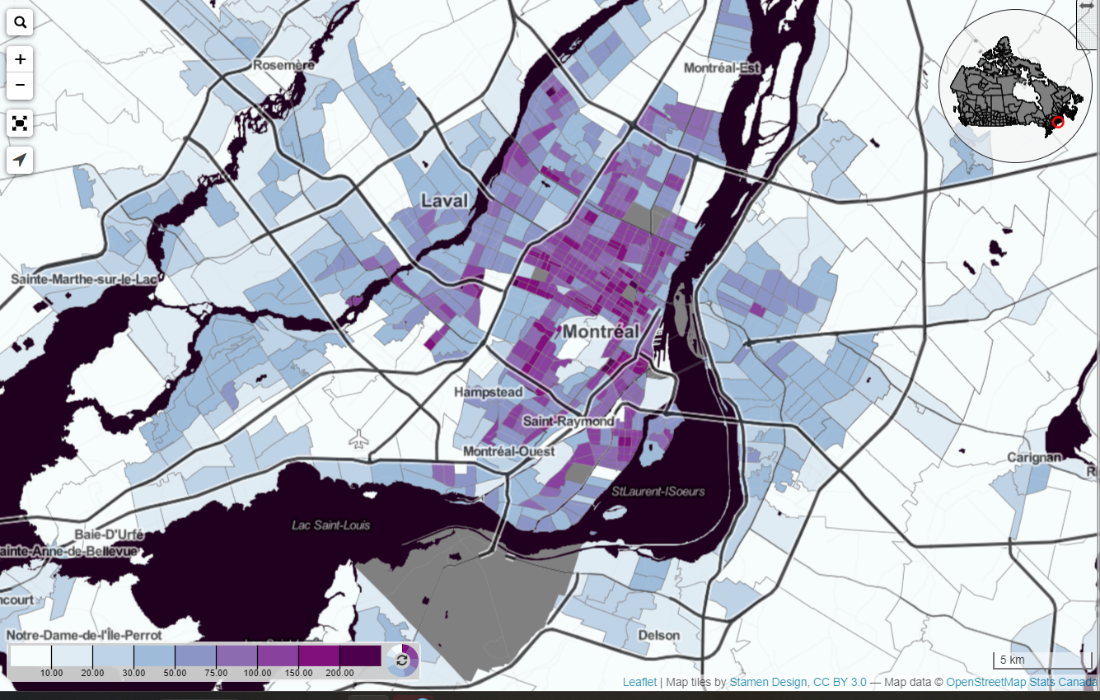 Rosemère
Montréal-Est
Laval
Sainte-Marthe-sur-le-Lac
Montréal
Hampstead
Saint-Raymond
Montréal-Ouest
Carignan
StLaurent-ISoeurs
Lac Saint-Louis
Baie-D'Urfé
ainte-Anne-de-Bellevue
ncourt
Notre-Dame-de-l'Île-Perrot
Delson
5 km
10.00 20.00 30.00 50.00 75.00 100.00 150.00 200.00
Leaflet | Map tiles by Stamen Design, CC BY 3.0 — Map data © OpenStreetMap Stats Canada